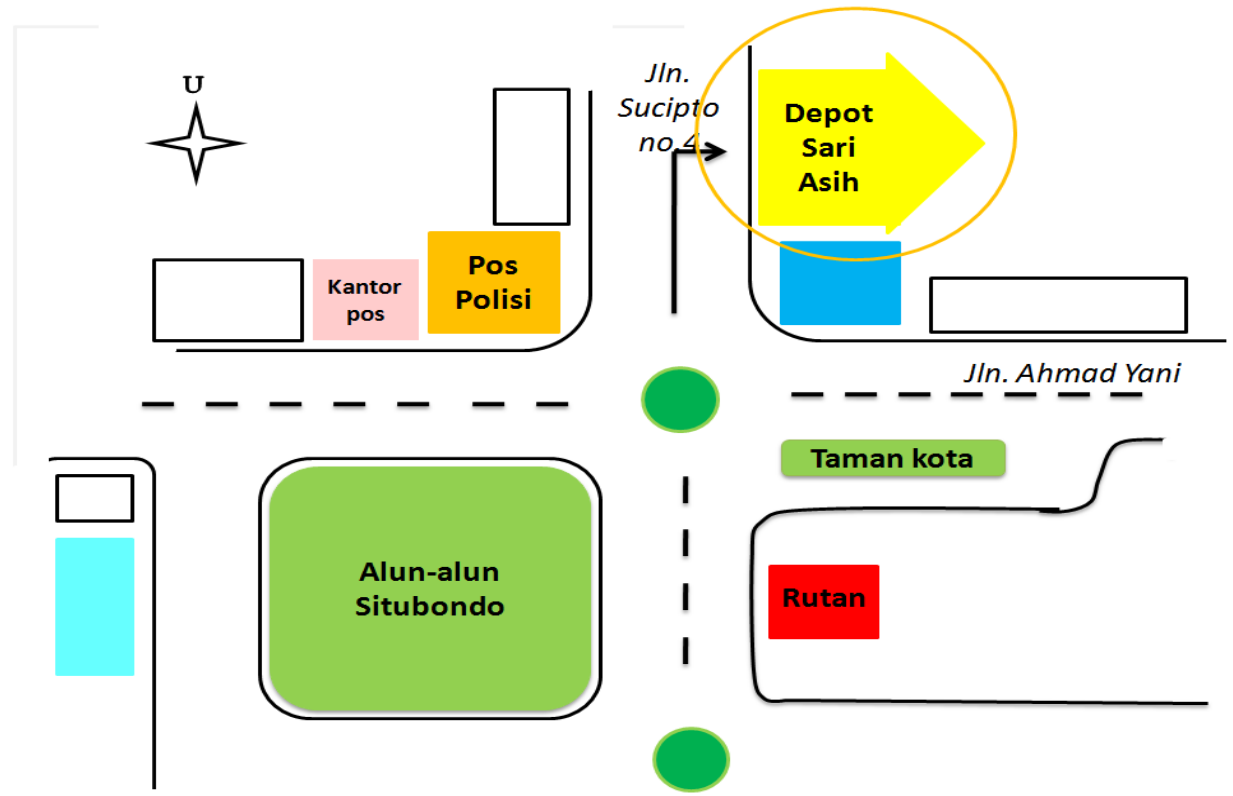 U
Jln.
Sucipto
no.4
Depot
Sari
Asih
Pos
Polisi
Kantor
pos
Jln. Ahmad Yani
Taman kota
Alun-alun
Situbondo
Rutan